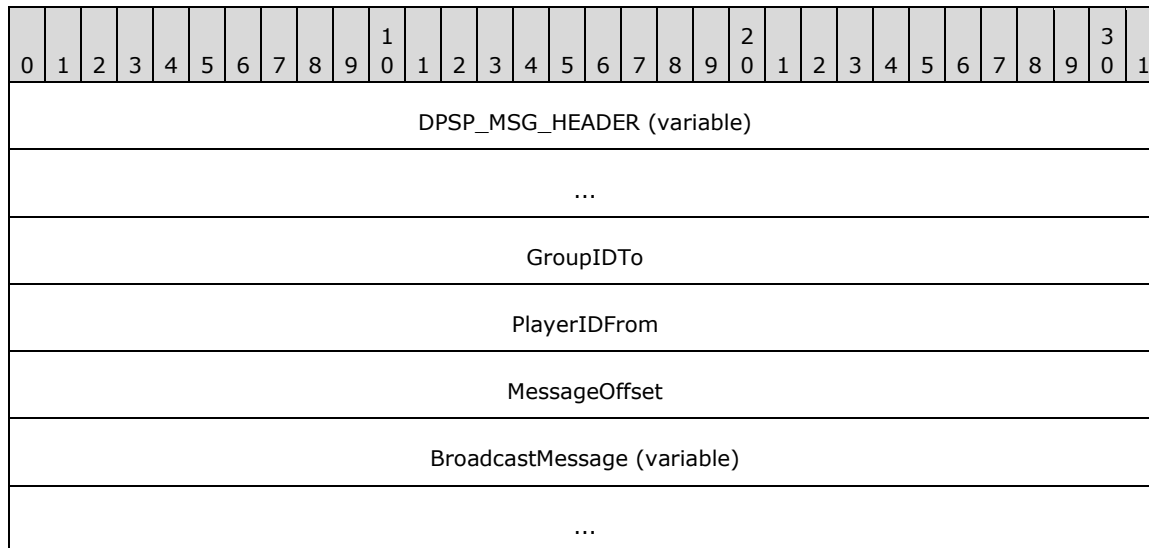 1 2 3
0 1 2 3 4 5 6 7 8 9 0 1 2 3 4 5 6 7 8 9 0 1 2 3 4 5 6 7 8 9 0 1
DPSP_MSG_HEADER (variable)
...
GroupIDTo
PlayerIDFrom
MessageOffset
BroadcastMessage (variable)
...